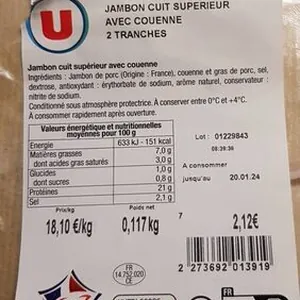 U
JAMBON CUIT SUPERIEUR
AVEC COUENNE
2 TRANCHES
Jambon cuit supérieur avec couenne
Ingrédients : Jambon de porc (Origine : France), couenne et gras de porc, sel,
dextrose, antioxydant : érythorbate de sodium, arôme naturel, conservateur :
nitrite de sodium.
Conditionné sous atmosphère protectrice. À conserver entre 0°C et +4°C.
À consommer rapidement après ouverture.
Valeurs énergétique et nutritionnelles
moyennes pour 100 g
Energie 633 kJ - 151 kcal
Matières grasses 7,0 g
dont acides gras saturés 3,0 g
Glucides 1,0 g
dont sucres 0,8 g
Protéines 21 g
Sel 2,1 g
Lot : 01229843
A consommer
jusqu'au 20.01.24
Prix/kg Poids net
18,10 €/kg 0,117 kg 7 2,12€
2 273692 013919
FR
14.752.020
CE